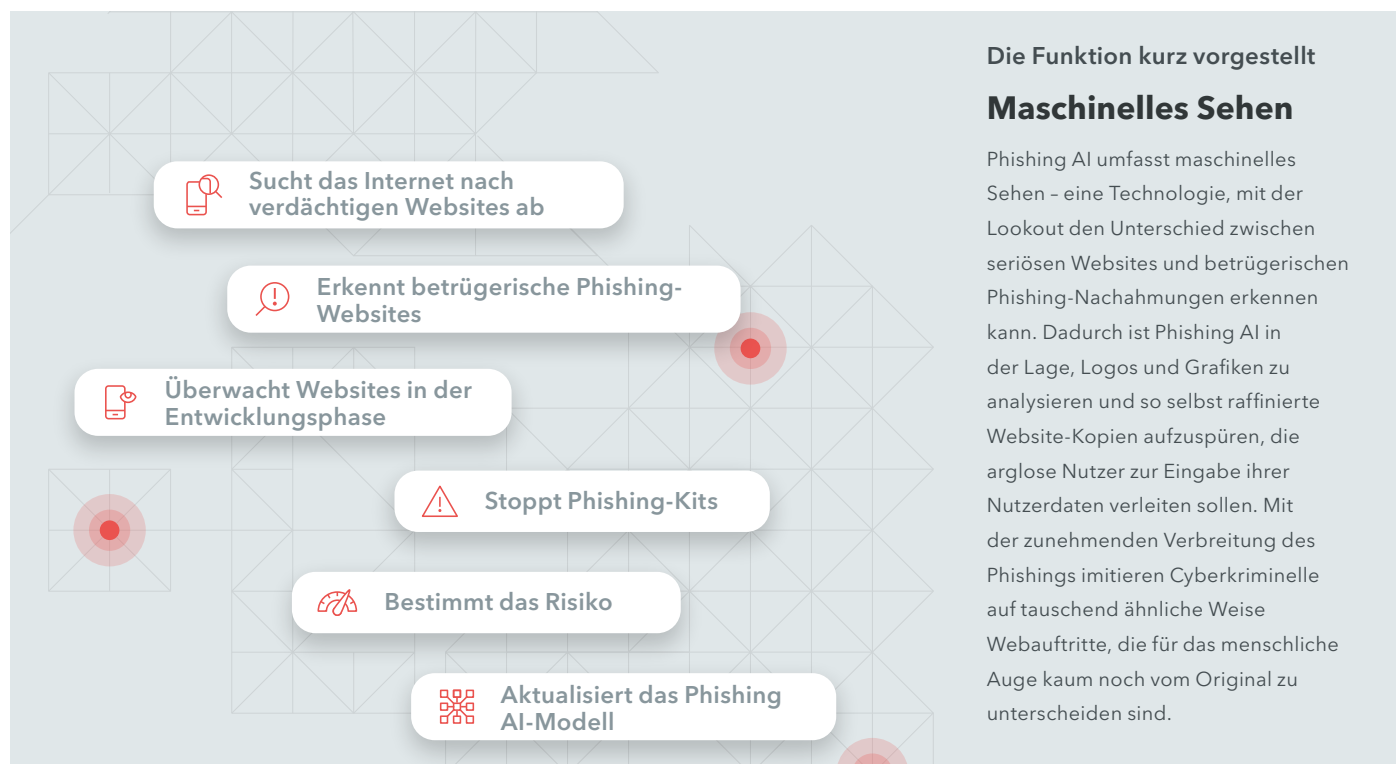 Sucht das Internet nach
verdächtigen Websites ab
Erkennt betrügerische Phishing-
Websites
Überwacht Websites in der
Entwicklungsphase
Stoppt Phishing-Kits
Bestimmt das Risiko
Aktualisiert das Phishing
AI-Modell
Die Funktion kurz vorgestellt
Maschinelles Sehen
Phishing AI umfasst maschinelles
Sehen – eine Technologie, mit der
Lookout den Unterschied zwischen
seriösen Websites und betrügerischen
Phishing-Nachahmungen erkennen
kann. Dadurch ist Phishing AI in
der Lage, Logos und Grafiken zu
analysieren und so selbst raffinierte
Website-Kopien aufzuspüren, die
arglose Nutzer zur Eingabe ihrer
Nutzerdaten verleiten sollen. Mit
der zunehmenden Verbreitung des
Phishings imitieren Cyberkriminelle
auf tauschend ähnliche Weise
Webauftritte, die für das menschliche
Auge kaum noch vom Original zu
unterscheiden sind.